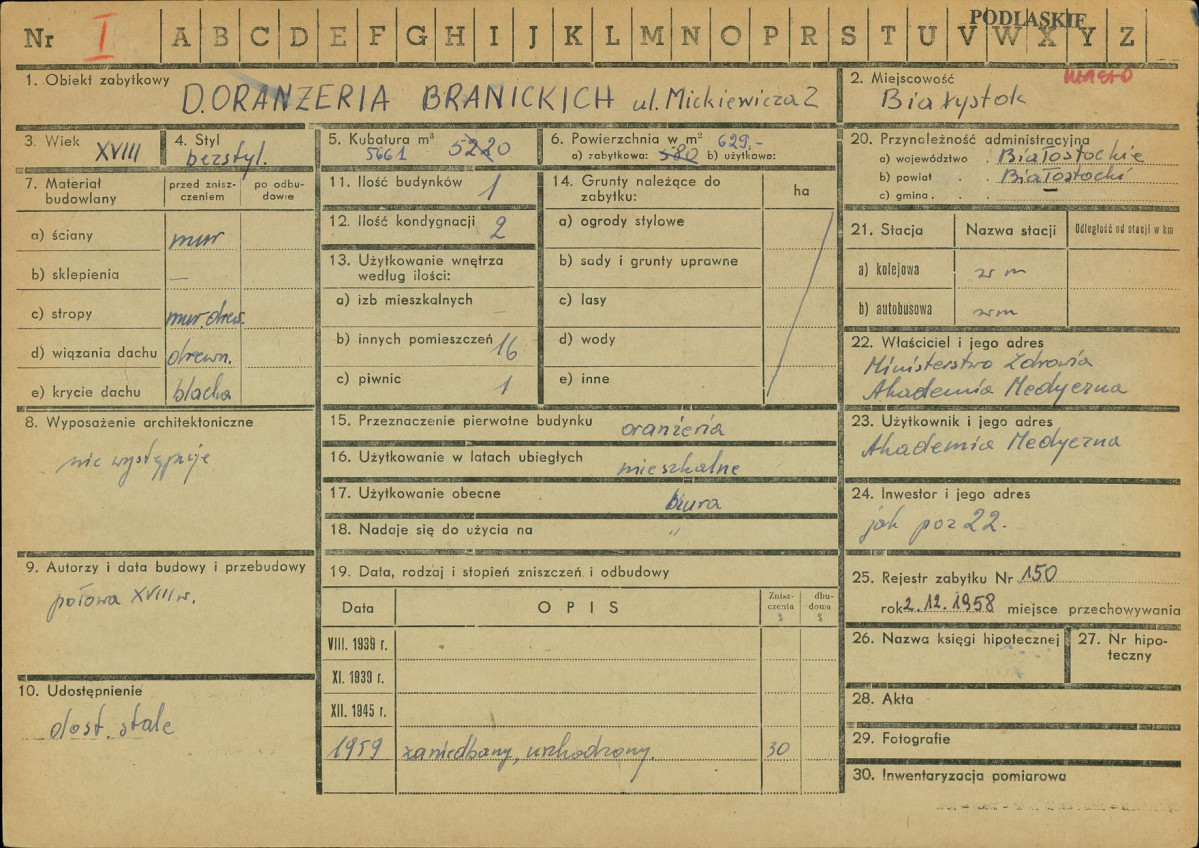 PODLASKIE
Nr I A B C D E F G H I J K L M N O P R S T U V W X Y Z
1. Obiekt zabytkowy
D. ORANŻERIA BRANICKICH ul. Mickiewicza 2
2. Miejscowość
MIASTO
Białystok
3. Wiek XVIII
4. Styl bezstyl.
5. Kubatura m³ 5220
5661
6. Powierzchnia w m² 629,-
a) zabytkowa: 580 b) użytkowa:
7. Materiał budowlany
przed zniszczeniem
po odbudowie
a) ściany mur
b) sklepienia —
c) stropy mur. drew.
d) wiązania dachu drewn.
e) krycie dachu blacha
8. Wyposażenie architektoniczne
nie występuje
9. Autorzy i data budowy i przebudowy
połowa XVIII w.
10. Udostępnienie
dost. stale
11. Ilość budynków 1
12. Ilość kondygnacji 2
13. Użytkowanie wnętrza
według ilości:
a) izb mieszkalnych –
b) innych pomieszczeń 16
c) piwnic 1
14. Grunty należące do
zabytku:
ha
a) ogrody stylowe
b) sady i grunty uprawne
c) lasy
d) wody
e) inne
15. Przeznaczenie pierwotne budynku oranżeria
16. Użytkowanie w latach ubiegłych mieszkalne
17. Użytkowanie obecne biura
18. Nadaje się do użycia na "
19. Data, rodzaj i stopień zniszczeń i odbudowy
Data OPIS Zniszczenia % dbudowa %
VIII. 1939 r.
XI. 1939 r.
XII. 1945 r.
1959 zaniedbany, uszkodzony. 30
20. Przynależność administracyjna
a) województwo . Białostockie
b) powiat . . Białostocki
c) gmina . . .
21. Stacja Nazwa stacji Odległość od stacji w km
a) kolejowa w m
b) autobusowa w m
22. Właściciel i jego adres
Ministerstwo Zdrowia
Akademia Medyczna
23. Użytkownik i jego adres
Akademia Medyczna
24. Inwestor i jego adres
jak poz 22.
25. Rejestr zabytku Nr 150
rok 2.12.1958 miejsce przechowywania
26. Nazwa księgi hipotecznej
27. Nr hipoteczny
28. Akta
29. Fotografie
30. Inwentaryzacja pomiarowa